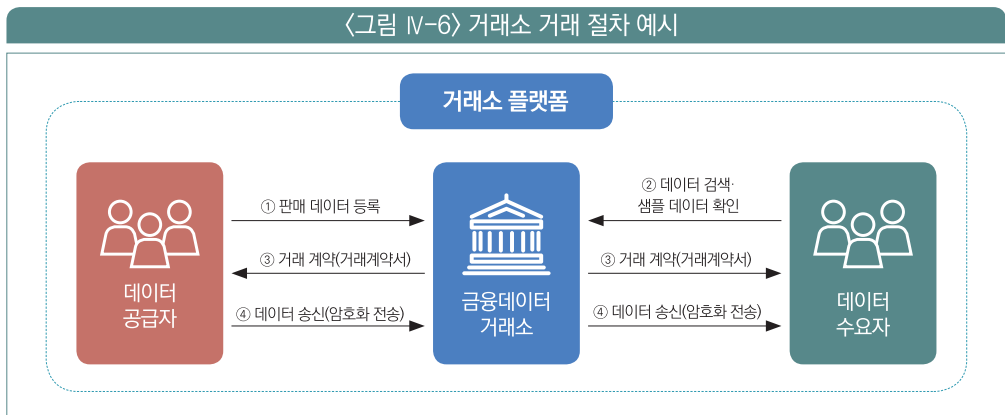 〈그림 Ⅳ-6〉 거래소 거래 절차 예시
거래소 플랫폼
① 판매 데이터 등록
② 데이터 검색·
샘플 데이터 확인
③ 거래 계약(거래계약서)
③ 거래 계약(거래계약서)
④ 데이터 송신(암호화 전송)
④ 데이터 송신(암호화 전송)
데이터
공급자
금융데이터
거래소
데이터
수요자